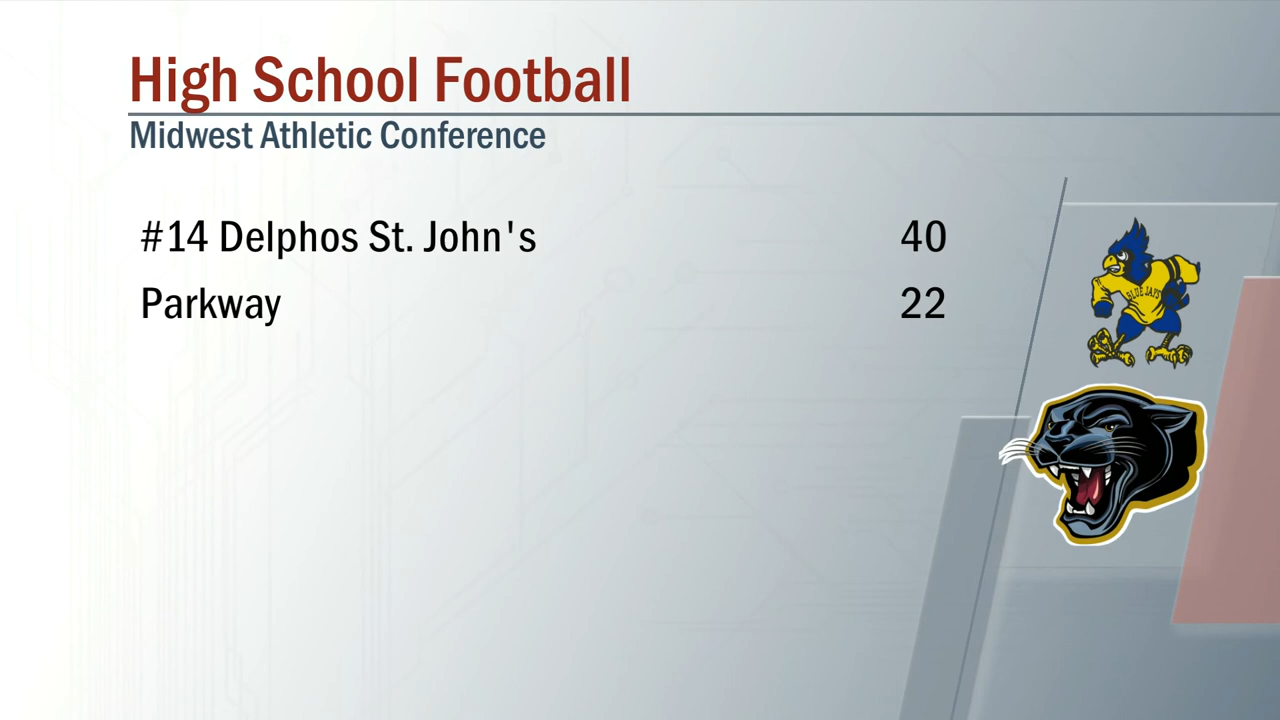 High School Football
Midwest Athletic Conference
#14 Delphos St. John's 40
Parkway 22
BLUE JAYS